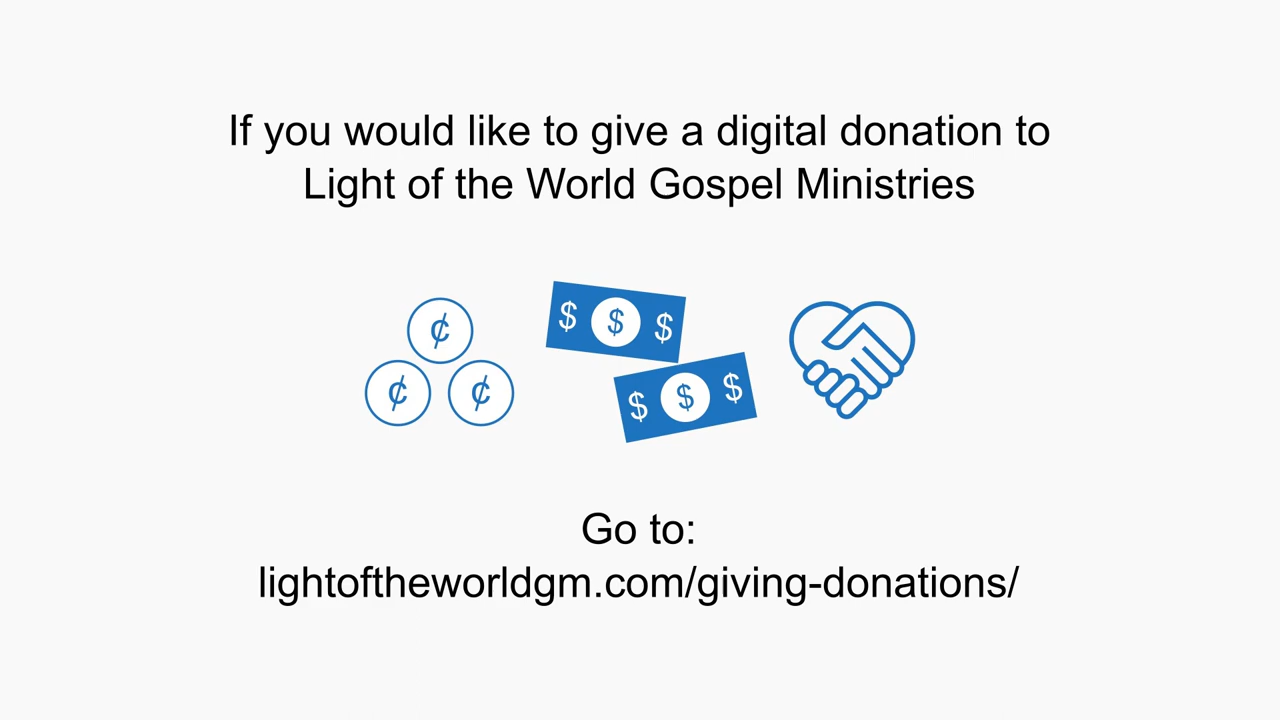 If you would like to give a digital donation to
Light of the World Gospel Ministries
¢
¢ ¢
$ $ $
$ $ $
Go to:
lightoftheworldgm.com/giving-donations/